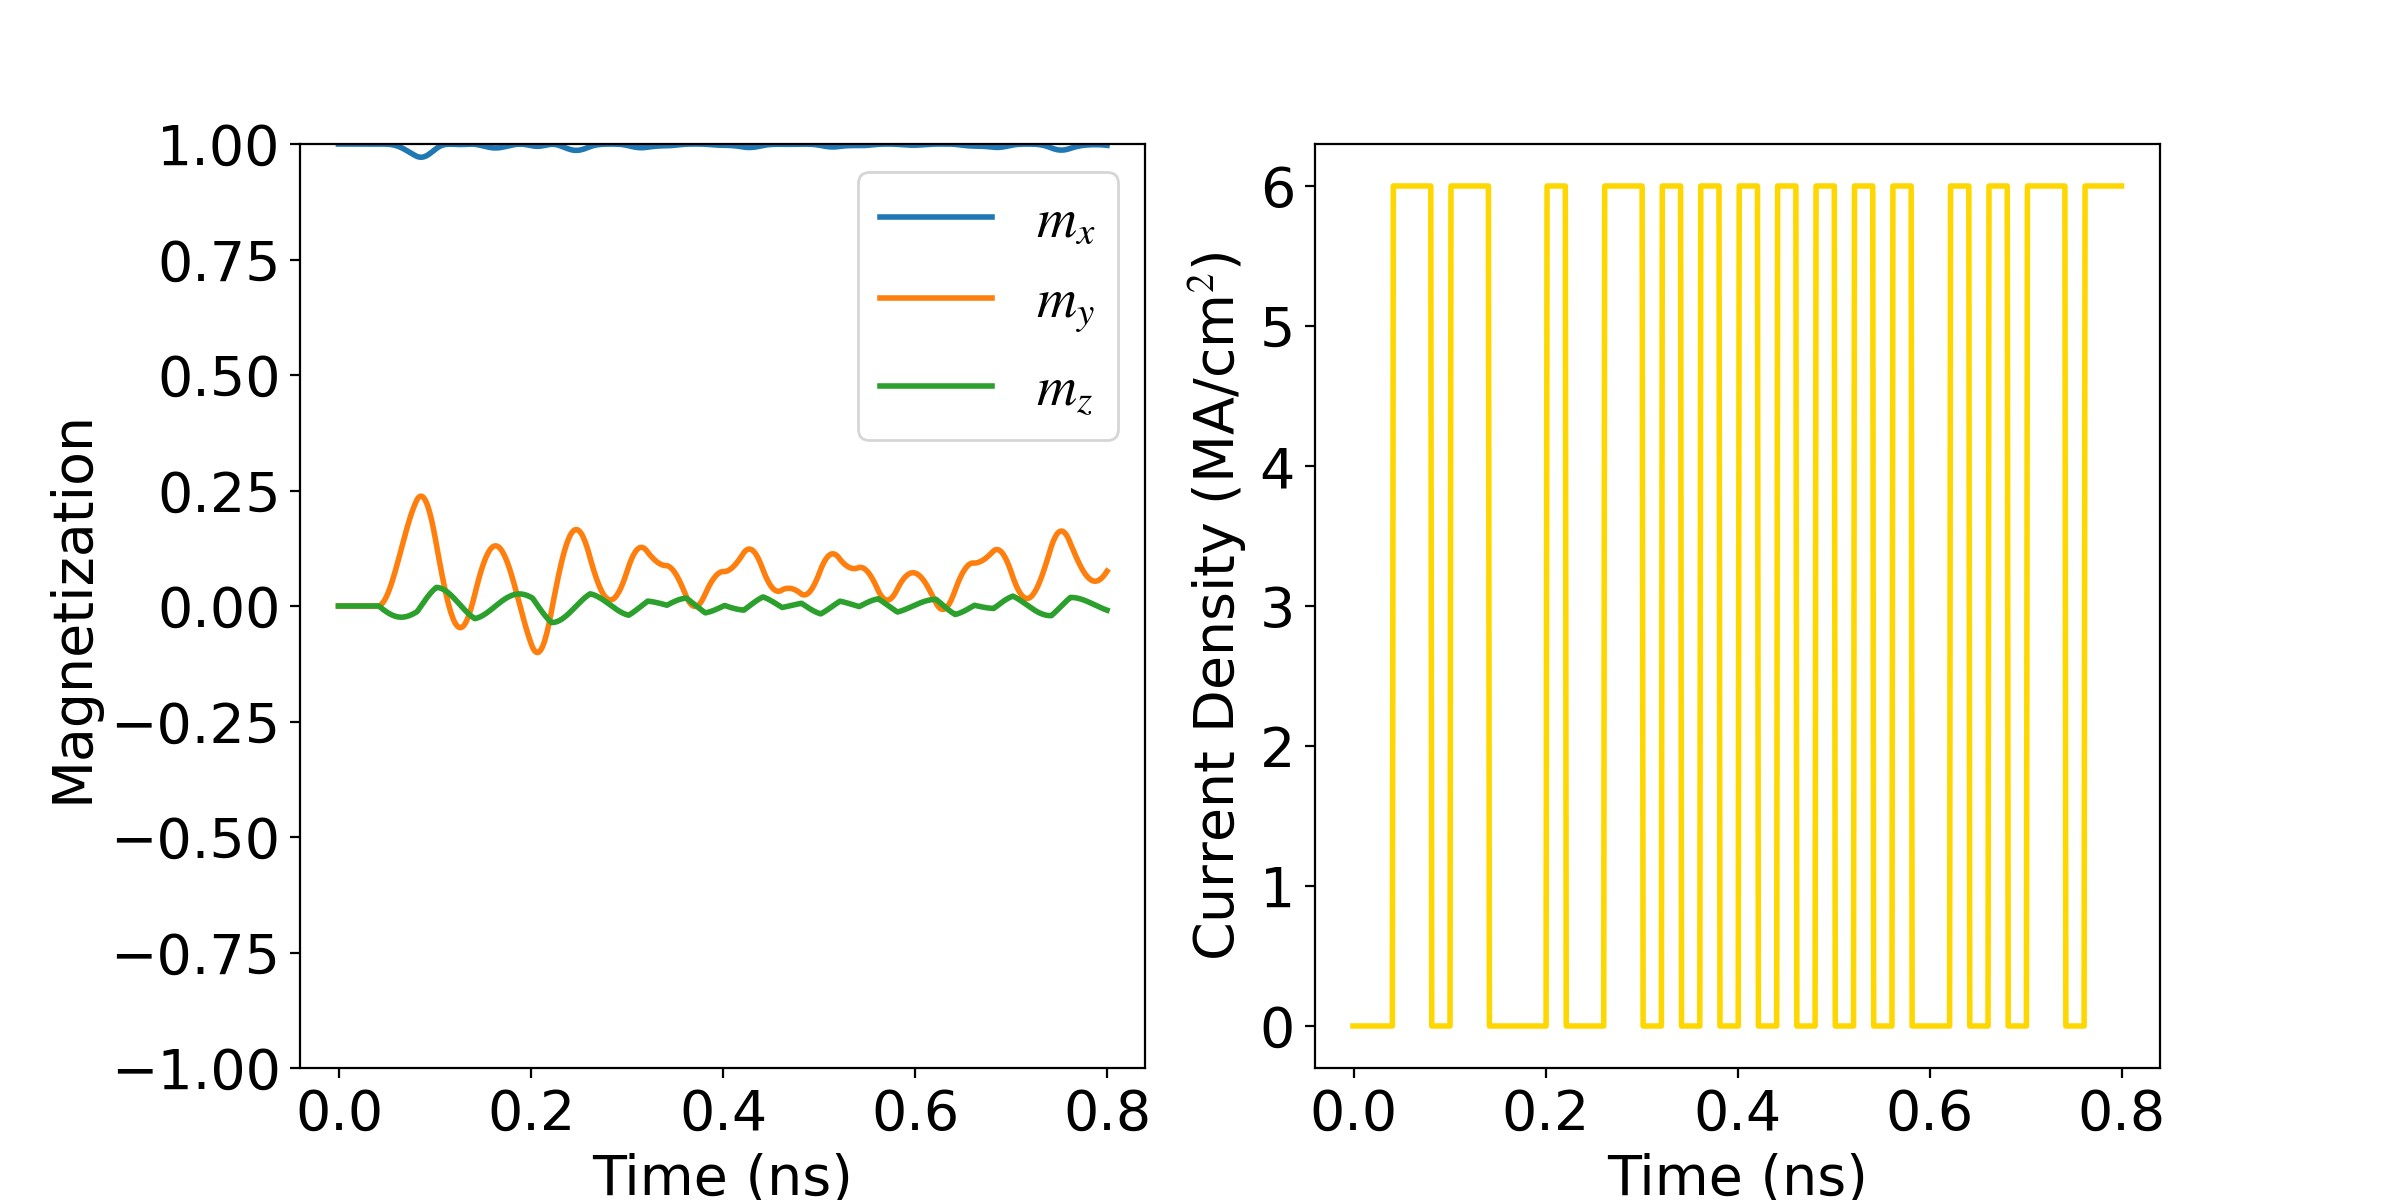 1.00
0.75
0.50
0.25
0.00
−0.25
−0.50
−0.75
−1.00
Magnetization
0.0 0.2 0.4 0.6 0.8
Time (ns)
m_x
m_y
m_z
6
5
4
3
2
1
0
Current Density (MA/cm²)
0.0 0.2 0.4 0.6 0.8
Time (ns)